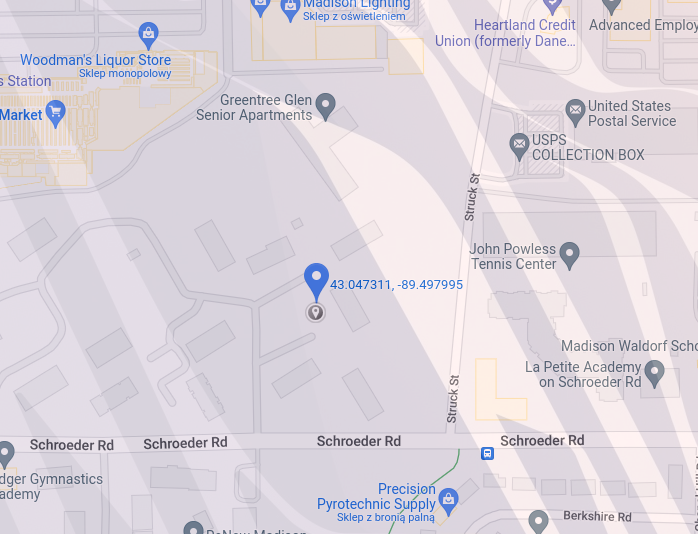 Madison Lighting
Sklep z oświetleniem
Heartland Credit
Union (formerly Dane...
Advanced Employ
Woodman's Liquor Store
Sklep monopolowy
s Station
Market
Greentree Glen
Senior Apartments
United States
Postal Service
USPS
COLLECTION BOX
Struck St
John Powless
Tennis Center
43.047311, -89.497995
Madison Waldorf Scho
La Petite Academy
on Schroeder Rd
Struck St
Schroeder Rd
Schroeder Rd
Schroeder Rd
Schroeder Rd
dger Gymnastics
ademy
Precision
Pyrotechnic Supply
Sklep z bronią palną
Berkshire Rd
ReNew Madison